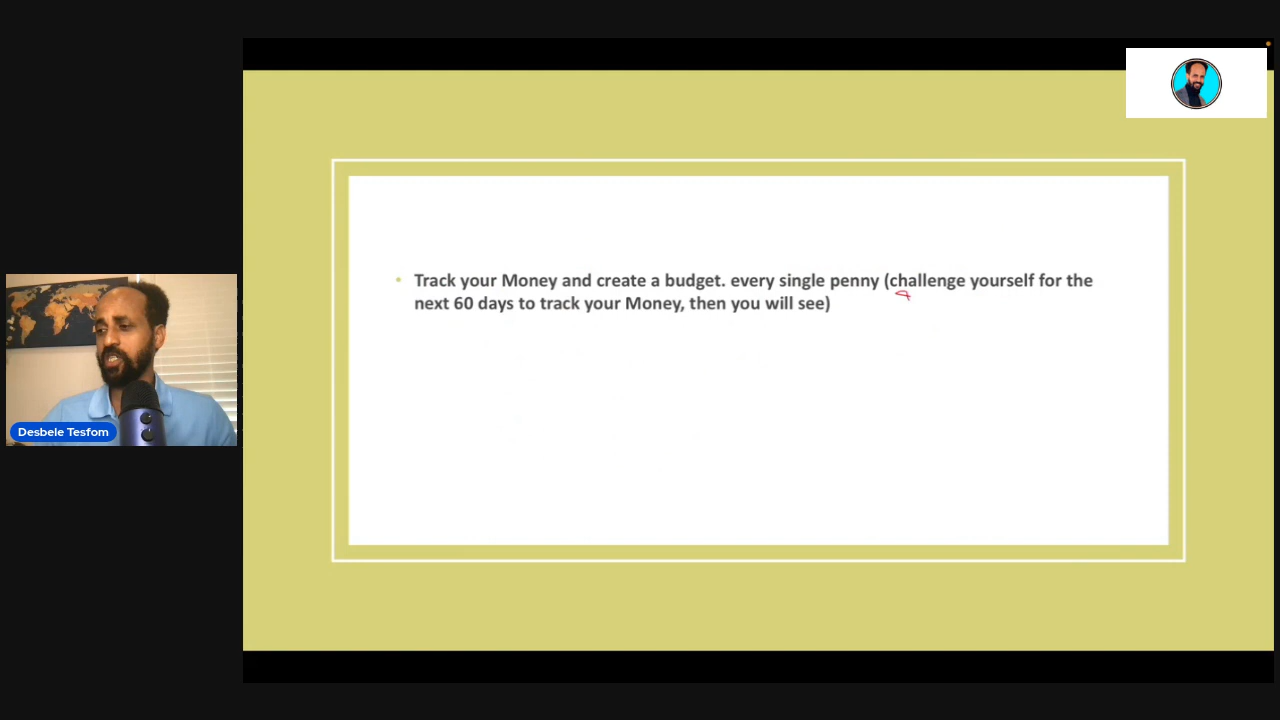 • Track your Money and create a budget. every single penny (challenge yourself for the
next 60 days to track your Money, then you will see)
Desbele Tesfom